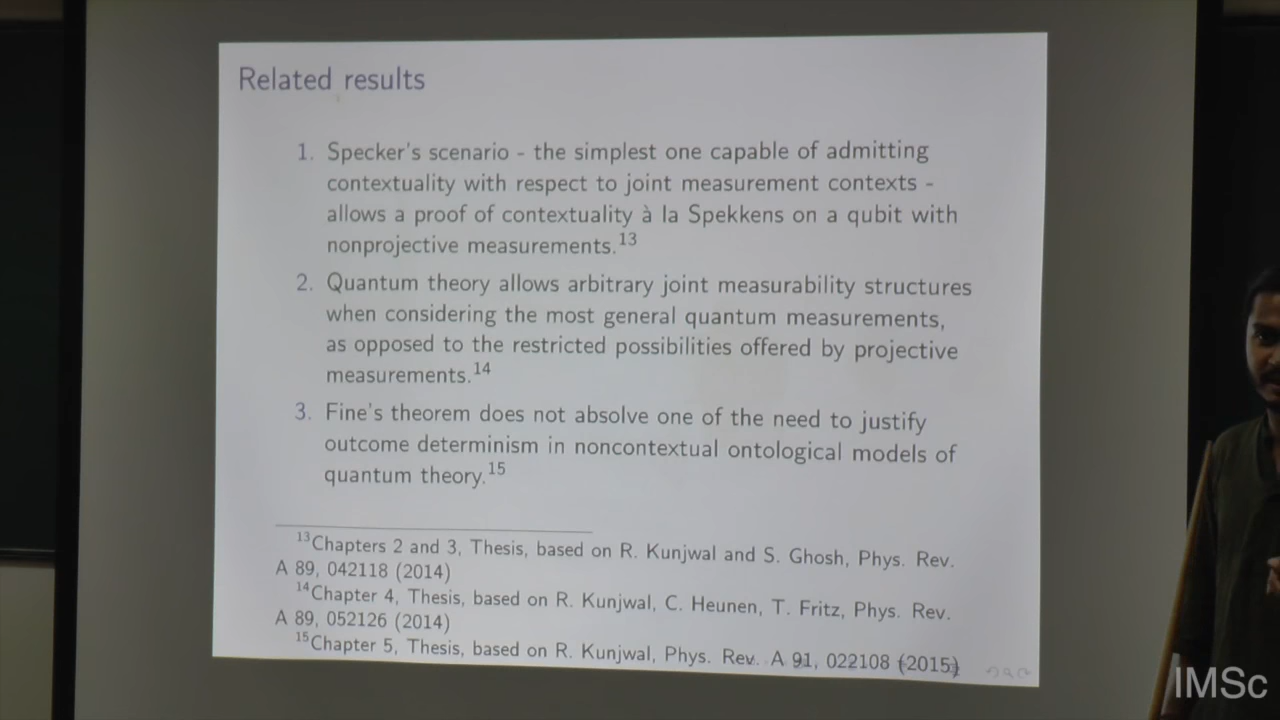 Related results
1. Specker's scenario - the simplest one capable of admitting
contextuality with respect to joint measurement contexts -
allows a proof of contextuality à la Spekkens on a qubit with
nonprojective measurements.13
2. Quantum theory allows arbitrary joint measurability structures
when considering the most general quantum measurements,
as opposed to the restricted possibilities offered by projective
measurements.14
3. Fine's theorem does not absolve one of the need to justify
outcome determinism in noncontextual ontological models of
quantum theory.15
13Chapters 2 and 3, Thesis, based on R. Kunjwal and S. Ghosh, Phys. Rev.
A 89, 042118 (2014)
14Chapter 4, Thesis, based on R. Kunjwal, C. Heunen, T. Fritz, Phys. Rev.
A 89, 052126 (2014)
15Chapter 5, Thesis, based on R. Kunjwal, Phys. Rev. A 91, 022108 (2015)
IMSc